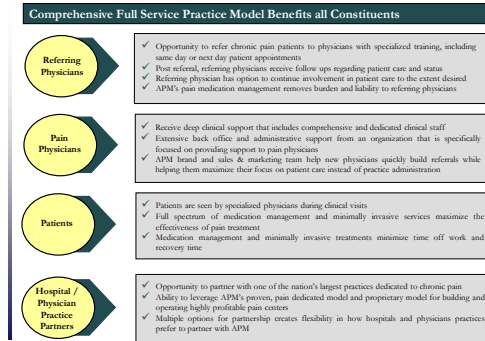 Comprehensive Full Service Practice Model Benefits all Constituents
Referring
Physicians
✓ Opportunity to refer chronic pain patients to physicians with specialized training, including
same day or next day patient appointments
✓ Post referral, referring physicians receive follow ups regarding patient care and status
✓ Referring physician has option to continue involvement in patient care to the extent desired
✓ APM's pain medication management removes burden and liability to referring physicians
Pain
Physicians
✓ Receive deep clinical support that includes comprehensive and dedicated clinical staff
✓ Extensive back office and administrative support from an organization that is specifically
focused on providing support to pain physicians
✓ APM brand and sales & marketing team help new physicians quickly build referrals while
helping them maximize their focus on patient care instead of practice administration
Patients
✓ Patients are seen by specialized physicians during clinical visits
✓ Full spectrum of medication management and minimally invasive services maximize the
effectiveness of pain treatment
✓ Medication management and minimally invasive treatments minimize time off work and
recovery time
Hospital /
Physician
Practice
Partners
✓ Opportunity to partner with one of the nation's largest practices dedicated to chronic pain
✓ Ability to leverage APM's proven, pain dedicated model and proprietary model for building and
operating highly profitable pain centers
✓ Multiple options for partnership creates flexibility in how hospitals and physicians practices
prefer to partner with APM